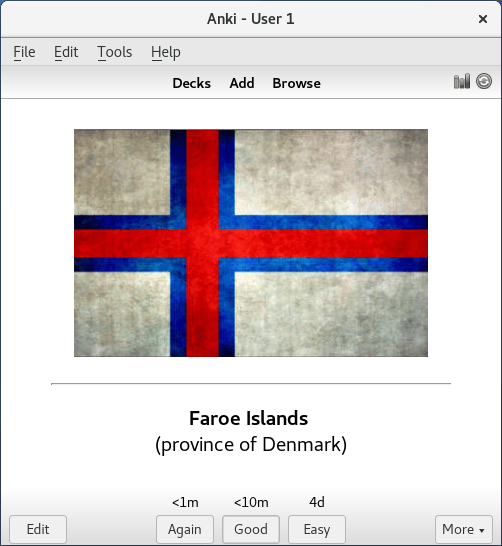 Anki - User 1
File Edit Tools Help
Decks Add Browse
Faroe Islands
(province of Denmark)
<1m <10m 4d
Edit Again Good Easy More